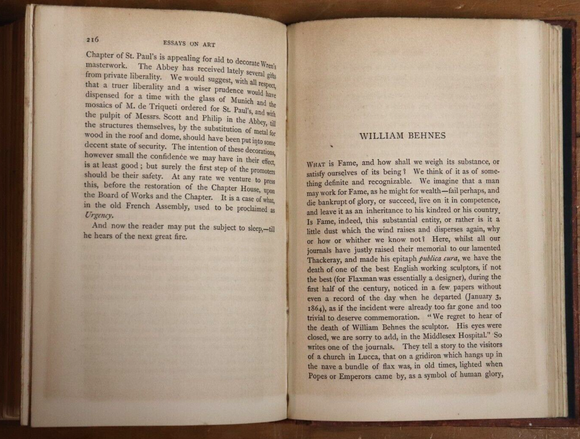 216
ESSAYS ON ART
Chapter of St. Paul's is appealing for aid to decorate Wren's
masterwork. The Abbey has received lately several gifts
from private liberality. We would suggest, with all respect,
that a truer liberality and a wiser prudence would have
dispensed for a time with the glass of Munich and the
mosaics of M. de Triqueti ordered for St. Paul's, and with
the pulpit of Messrs. Scott and Philip in the Abbey, till
the structures themselves, by the substitution of metal for
wood in the roof and dome, should have been put into some
decent state of security. The intention of these decorations,
however small the confidence we may have in their effect,
is at least good; but surely the first step of the promoters
should be their safety. At any rate we venture to press
this, before the restoration of the Chapter House, upon
the Board of Works and the Chapter. It is a case of what,
in the old French Assembly, used to be proclaimed as
Urgency.
And now the reader may put the subject to sleep,—till
he hears of the next great fire.
WILLIAM BEHNES
WHAT is Fame, and how shall we weigh its substance, or
satisfy ourselves of its being? We think of it as of some-
thing definite and recognizable. We imagine that a man
may work for Fame, as he might for wealth—fail perhaps, and
die bankrupt of glory, or succeed, live on it in competence,
and leave it as an inheritance to his kindred or his country.
Is Fame, indeed, this substantial entity, or rather is it a
little dust which the wind raises and disperses again, why
or how or whither we know not? Here, whilst all our
journals have justly raised their memorial to our lamented
Thackeray, and made his epitaph publica cura, we have the
death of one of the best English working sculptors, if not
the best (for Flaxman was essentially a designer), during the
first half of the century, noticed in a few papers without
even a record of the day when he departed (January 3,
1864), as if the incident were already too far gone and too
trivial to deserve commemoration. "We regret to hear of
the death of William Behnes the sculptor. His eyes were
closed, we are sorry to add, in the Middlesex Hospital." So
writes one of the journals. They tell a story to the visitors
of a church in Lucca, that on a gridiron which hangs up in
the nave a bundle of flax was, in old times, lighted when
Popes or Emperors came by, as a symbol of human glory,